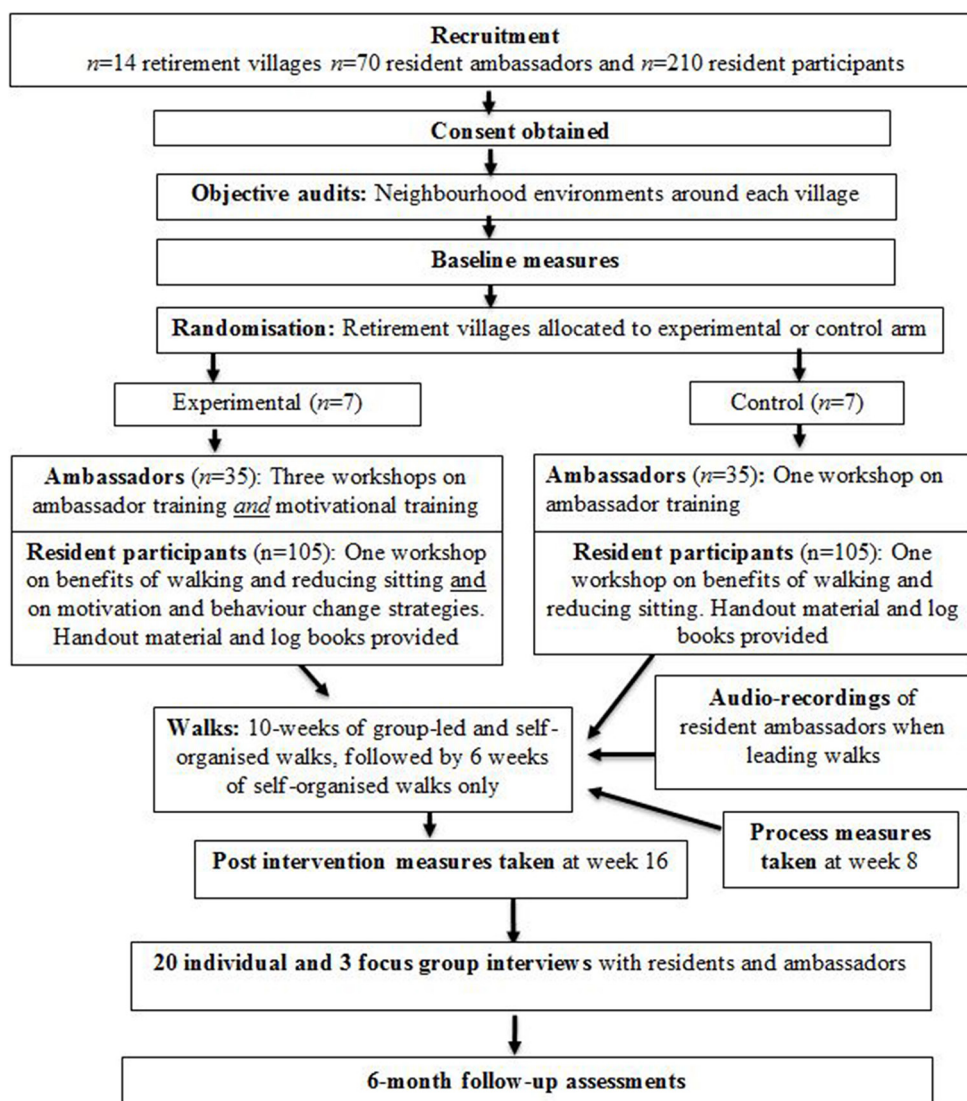 Recruitment
n=14 retirement villages n=70 resident ambassadors and n=210 resident participants
Consent obtained
Objective audits: Neighbourhood environments around each village
Baseline measures
Randomisation: Retirement villages allocated to experimental or control arm
Experimental (n=7)
Control (n=7)
Ambassadors (n=35): Three workshops on
ambassador training and motivational training
Resident participants (n=105): One workshop
on benefits of walking and reducing sitting and
on motivation and behaviour change strategies.
Handout material and log books provided
Ambassadors (n=35): One workshop on
ambassador training
Resident participants (n=105): One
workshop on benefits of walking and
reducing sitting. Handout material and log
books provided
Walks: 10-weeks of group-led and self-
organised walks, followed by 6 weeks
of self-organised walks only
Audio-recordings of
resident ambassadors when
leading walks
Process measures
taken at week 8
Post intervention measures taken at week 16
20 individual and 3 focus group interviews with residents and ambassadors
6-month follow-up assessments